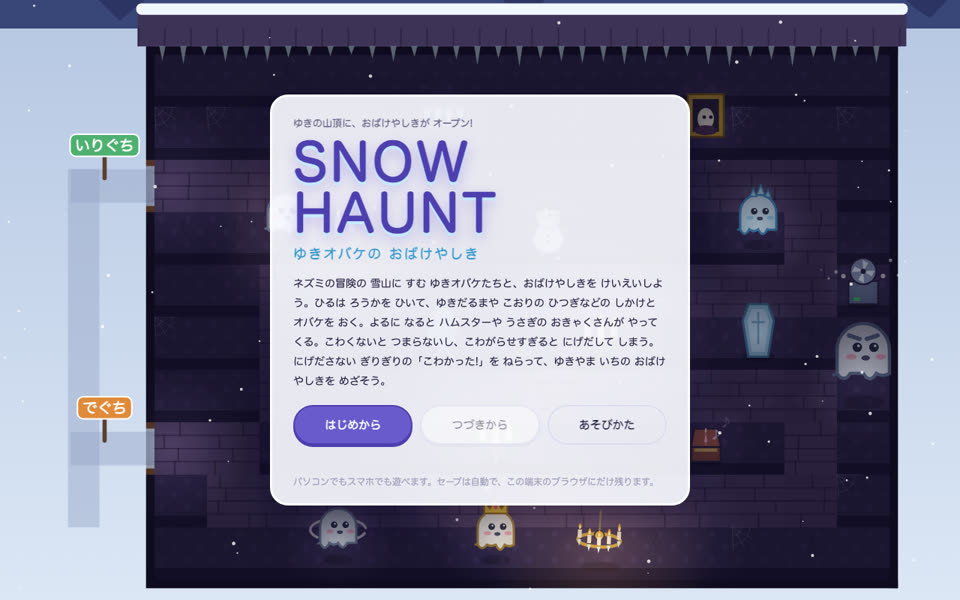 いりぐち
でぐち
ゆきの山頂に、おばけやしきが オープン!
SNOW
HAUNT
ゆきオバケの おばけやしき
ネズミの冒険の 雪山に すむ ゆきオバケたちと、おばけやしきを けいえいしよ
う。ひるは ろうかを ひいて、ゆきだるまや こおりの ひつぎなどの しかけと
オバケを おく。よるに なると ハムスターや うさぎの おきゃくさんが やって
くる。こわくないと つまらないし、こわがらせすぎると にげだして しまう。
にげださない ぎりぎりの「こわかった!」を ねらって、ゆきやま いちの おばけ
やしきを めざそう。
はじめから
つづきから
あそびかた
パソコンでもスマホでも遊べます。セーブは自動で、この端末のブラウザにだけ残ります。